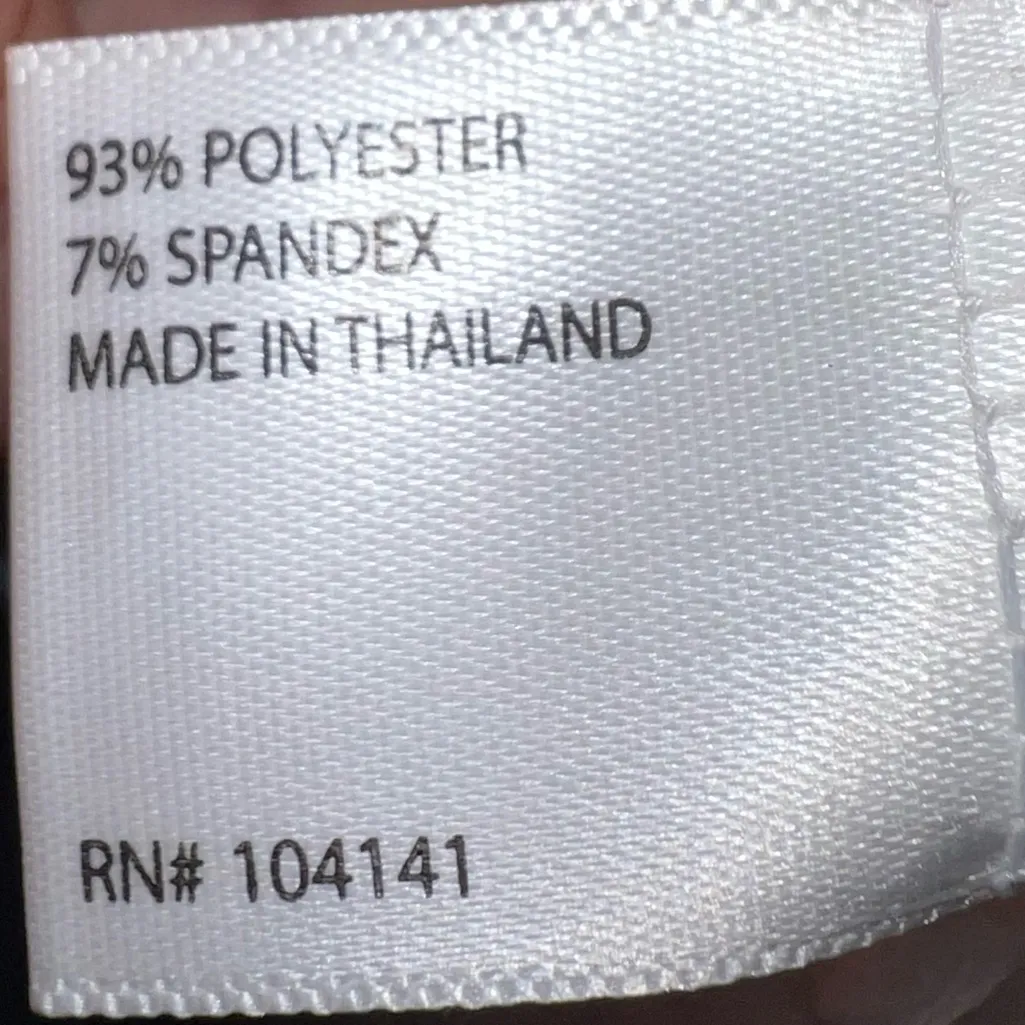 93% POLYESTER
7% SPANDEX
MADE IN THAILAND
RN# 104141